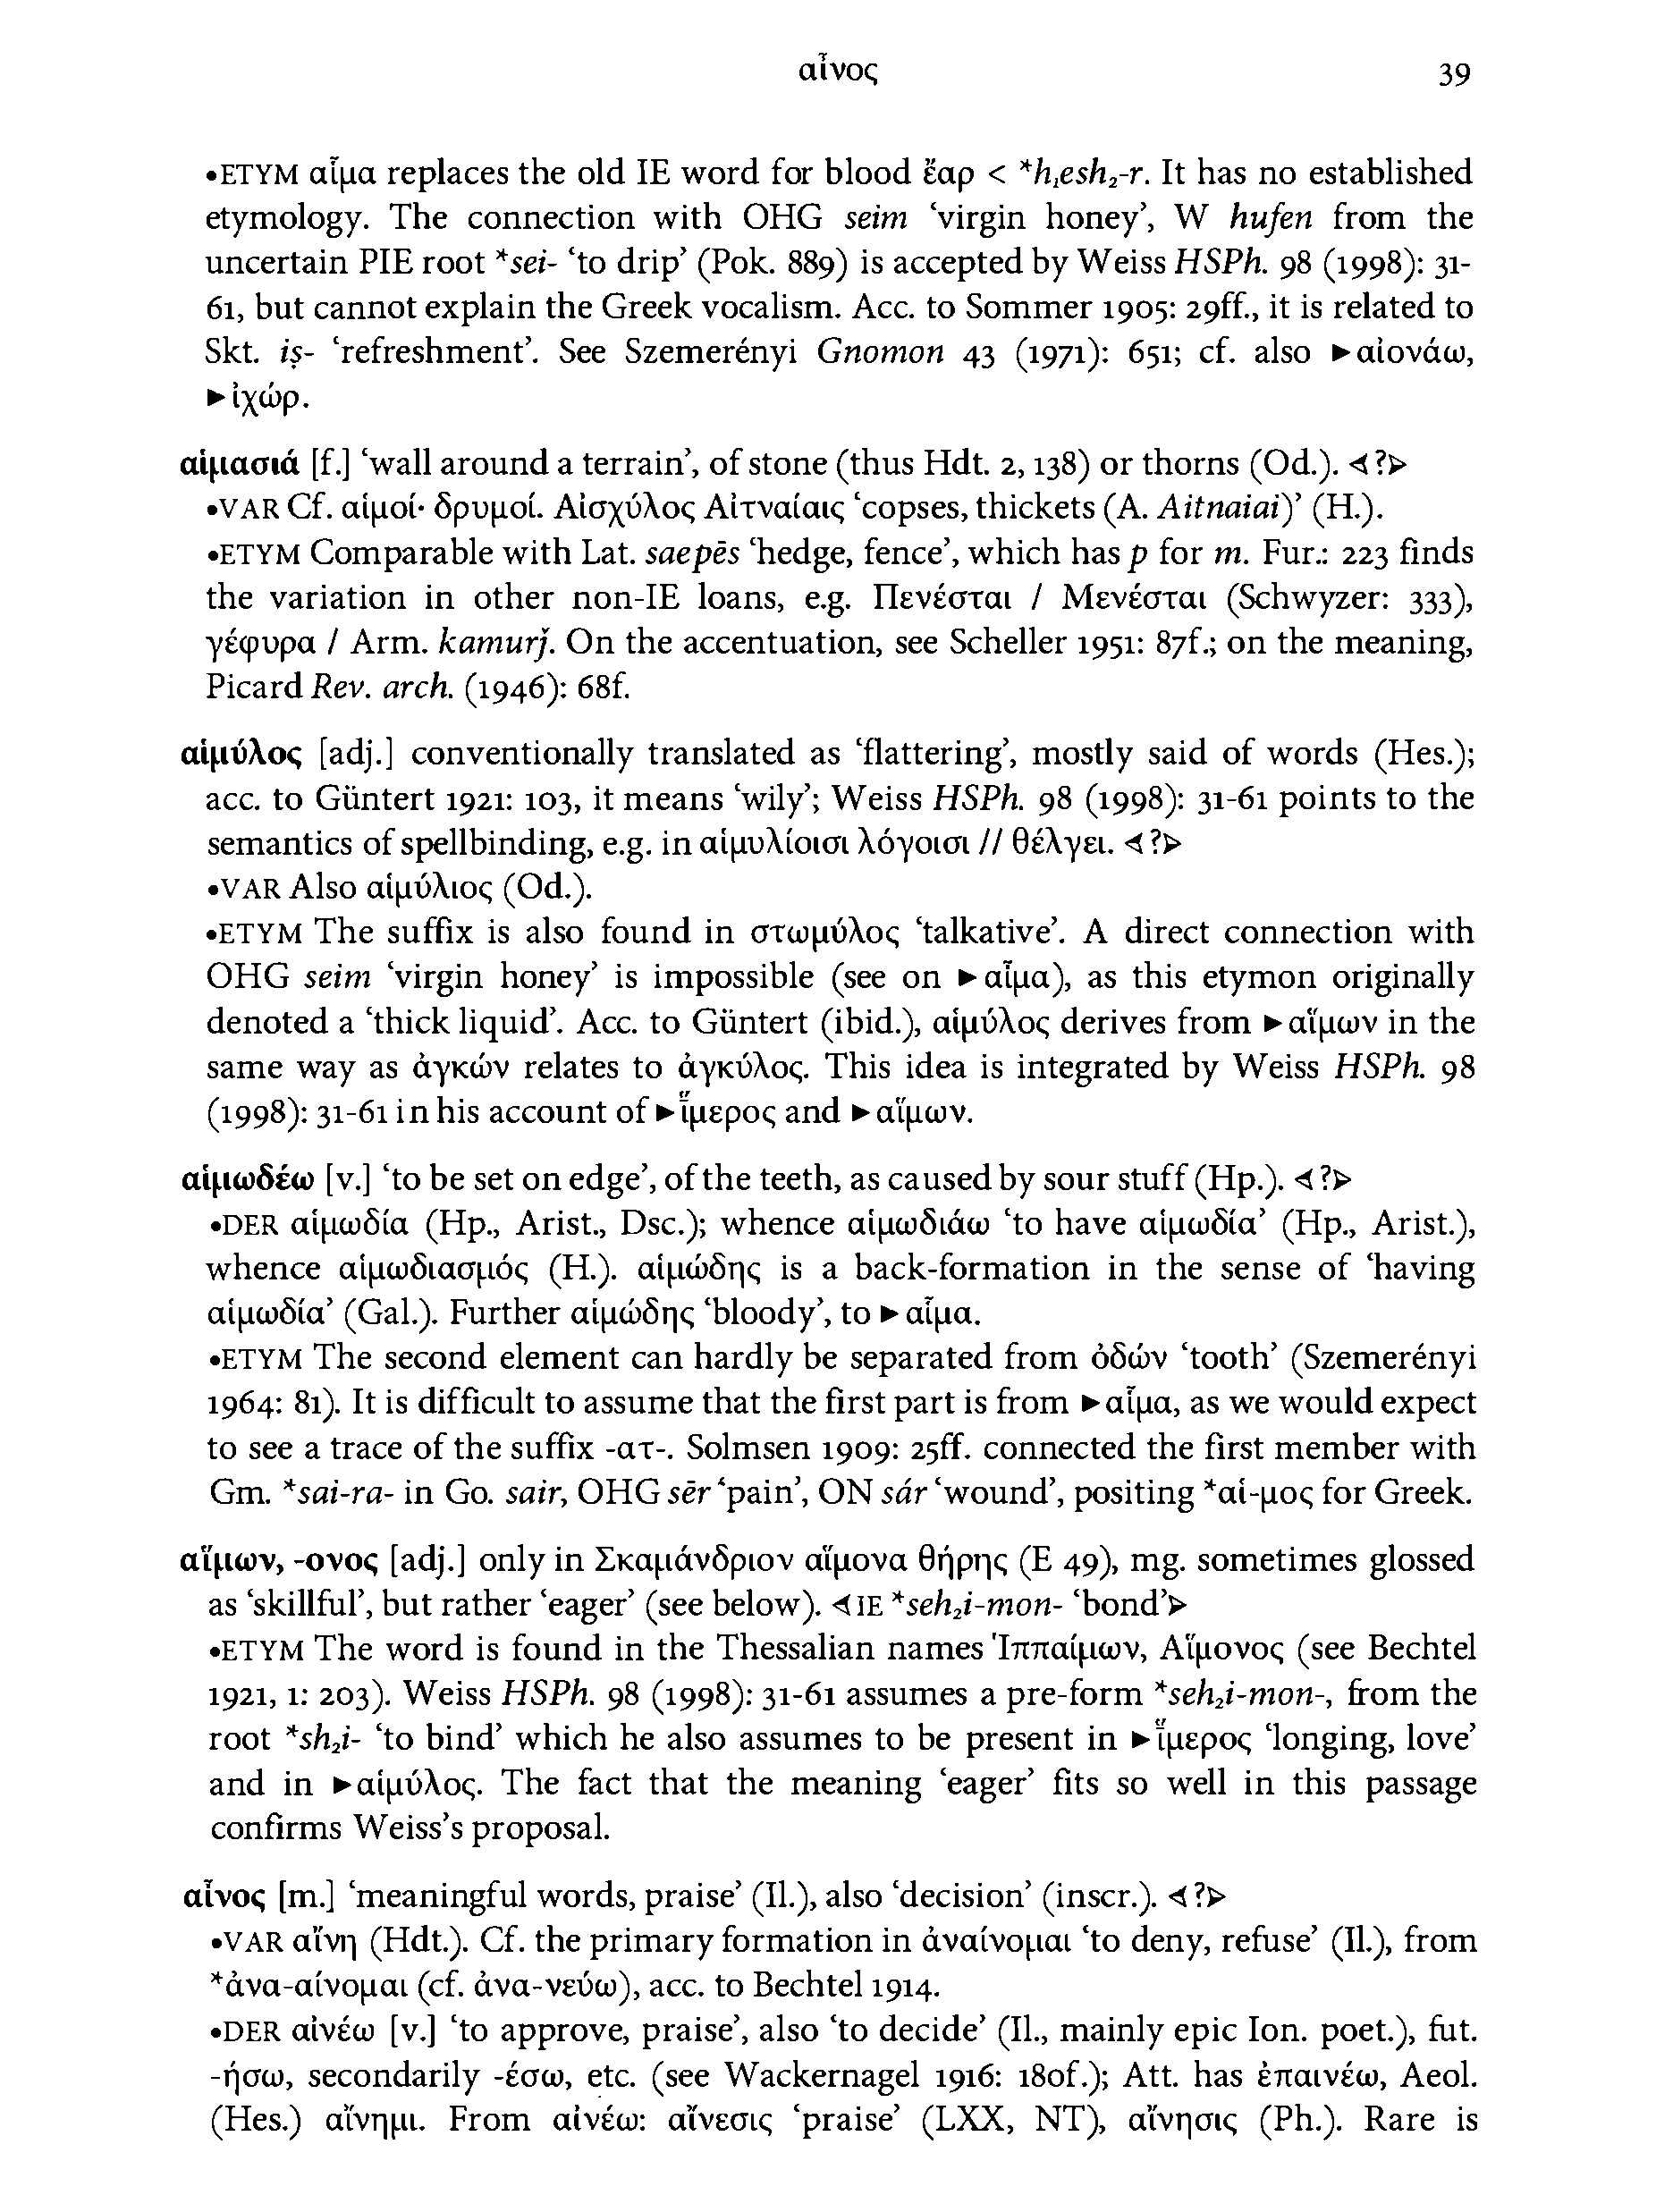 αἶνος 39
•ETYM αἷμα replaces the old IE word for blood ἔαρ < *h₁esh₂-r. It has no established
etymology. The connection with OHG seim ‘virgin honey’, W hufen from the
uncertain PIE root *sei- ‘to drip’ (Pok. 889) is accepted by Weiss HSPh. 98 (1998): 31-
61, but cannot explain the Greek vocalism. Acc. to Sommer 1905: 29ff., it is related to
Skt. iṣ- ‘refreshment’. See Szemerényi Gnomon 43 (1971): 651; cf. also ►αἰονάω,
►ἰχώρ.
αἱμασιά [f.] ‘wall around a terrain’, of stone (thus Hdt. 2, 138) or thorns (Od.). ⊲?⊳
•VAR Cf. αἱμοί· δρυμοί. Αἰσχύλος Αἰτναίαις ‘copses, thickets (A. Aitnaiai)’ (H.).
•ETYM Comparable with Lat. saepēs ‘hedge, fence’, which has p for m. Fur.: 223 finds
the variation in other non-IE loans, e.g. Πενέσται / Μενέσται (Schwyzer: 333),
γέφυρα / Arm. kamurǰ. On the accentuation, see Scheller 1951: 87f.; on the meaning,
Picard Rev. arch. (1946): 68f.
αἱμύλος [adj.] conventionally translated as ‘flattering’, mostly said of words (Hes.);
acc. to Güntert 1921: 103, it means ‘wily’; Weiss HSPh. 98 (1998): 31-61 points to the
semantics of spellbinding, e.g. in αἱμυλίοισι λόγοισι // θέλγει. ⊲?⊳
•VAR Also αἱμύλιος (Od.).
•ETYM The suffix is also found in στωμύλος ‘talkative’. A direct connection with
OHG seim ‘virgin honey’ is impossible (see on ►αἷμα), as this etymon originally
denoted a ‘thick liquid’. Acc. to Güntert (ibid.), αἱμύλος derives from ►αἵμων in the
same way as ἀγκών relates to ἀγκύλος. This idea is integrated by Weiss HSPh. 98
(1998): 31-61 in his account of ►ἵμερος and ►αἵμων.
αἱμωδέω [v.] ‘to be set on edge’, of the teeth, as caused by sour stuff (Hp.). ⊲?⊳
•DER αἱμωδία (Hp., Arist., Dsc.); whence αἱμωδιάω ‘to have αἱμωδία’ (Hp., Arist.),
whence αἱμωδιασμός (H.). αἱμώδης is a back-formation in the sense of ‘having
αἱμωδία’ (Gal.). Further αἱμώδης ‘bloody’, to ►αἷμα.
•ETYM The second element can hardly be separated from ὀδών ‘tooth’ (Szemerényi
1964: 81). It is difficult to assume that the first part is from ►αἷμα, as we would expect
to see a trace of the suffix -ατ-. Solmsen 1909: 25ff. connected the first member with
Gm. *sai-ra- in Go. sair, OHG sēr ‘pain’, ON sár ‘wound’, positing *αἱ-μος for Greek.
αἵμων, -ονος [adj.] only in Σκαμάνδριον αἵμονα θήρης (Ε 49), mg. sometimes glossed
as ‘skillful’, but rather ‘eager’ (see below). ⊲IE *seh₂i-mon- ‘bond’⊳
•ETYM The word is found in the Thessalian names Ἱππαίμων, Αἵμονος (see Bechtel
1921, 1: 203). Weiss HSPh. 98 (1998): 31-61 assumes a pre-form *seh₂i-mon-, from the
root *sh₂i- ‘to bind’ which he also assumes to be present in ►ἵμερος ‘longing, love’
and in ►αἱμύλος. The fact that the meaning ‘eager’ fits so well in this passage
confirms Weiss’s proposal.
αἶνος [m.] ‘meaningful words, praise’ (Il.), also ‘decision’ (inscr.). ⊲?⊳
•VAR αἴνη (Hdt.). Cf. the primary formation in ἀναίνομαι ‘to deny, refuse’ (Il.), from
*ἀνα-αίνομαι (cf. ἀνα-νεύω), acc. to Bechtel 1914.
•DER αἰνέω [v.] ‘to approve, praise’, also ‘to decide’ (Il., mainly epic Ion. poet.), fut.
-ήσω, secondarily -έσω, etc. (see Wackernagel 1916: 180f.); Att. has ἐπαινέω, Aeol.
(Hes.) αἴνημι. From αἰνέω: αἴνεσις ‘praise’ (LXX, NT), αἴνησις (Ph.). Rare is